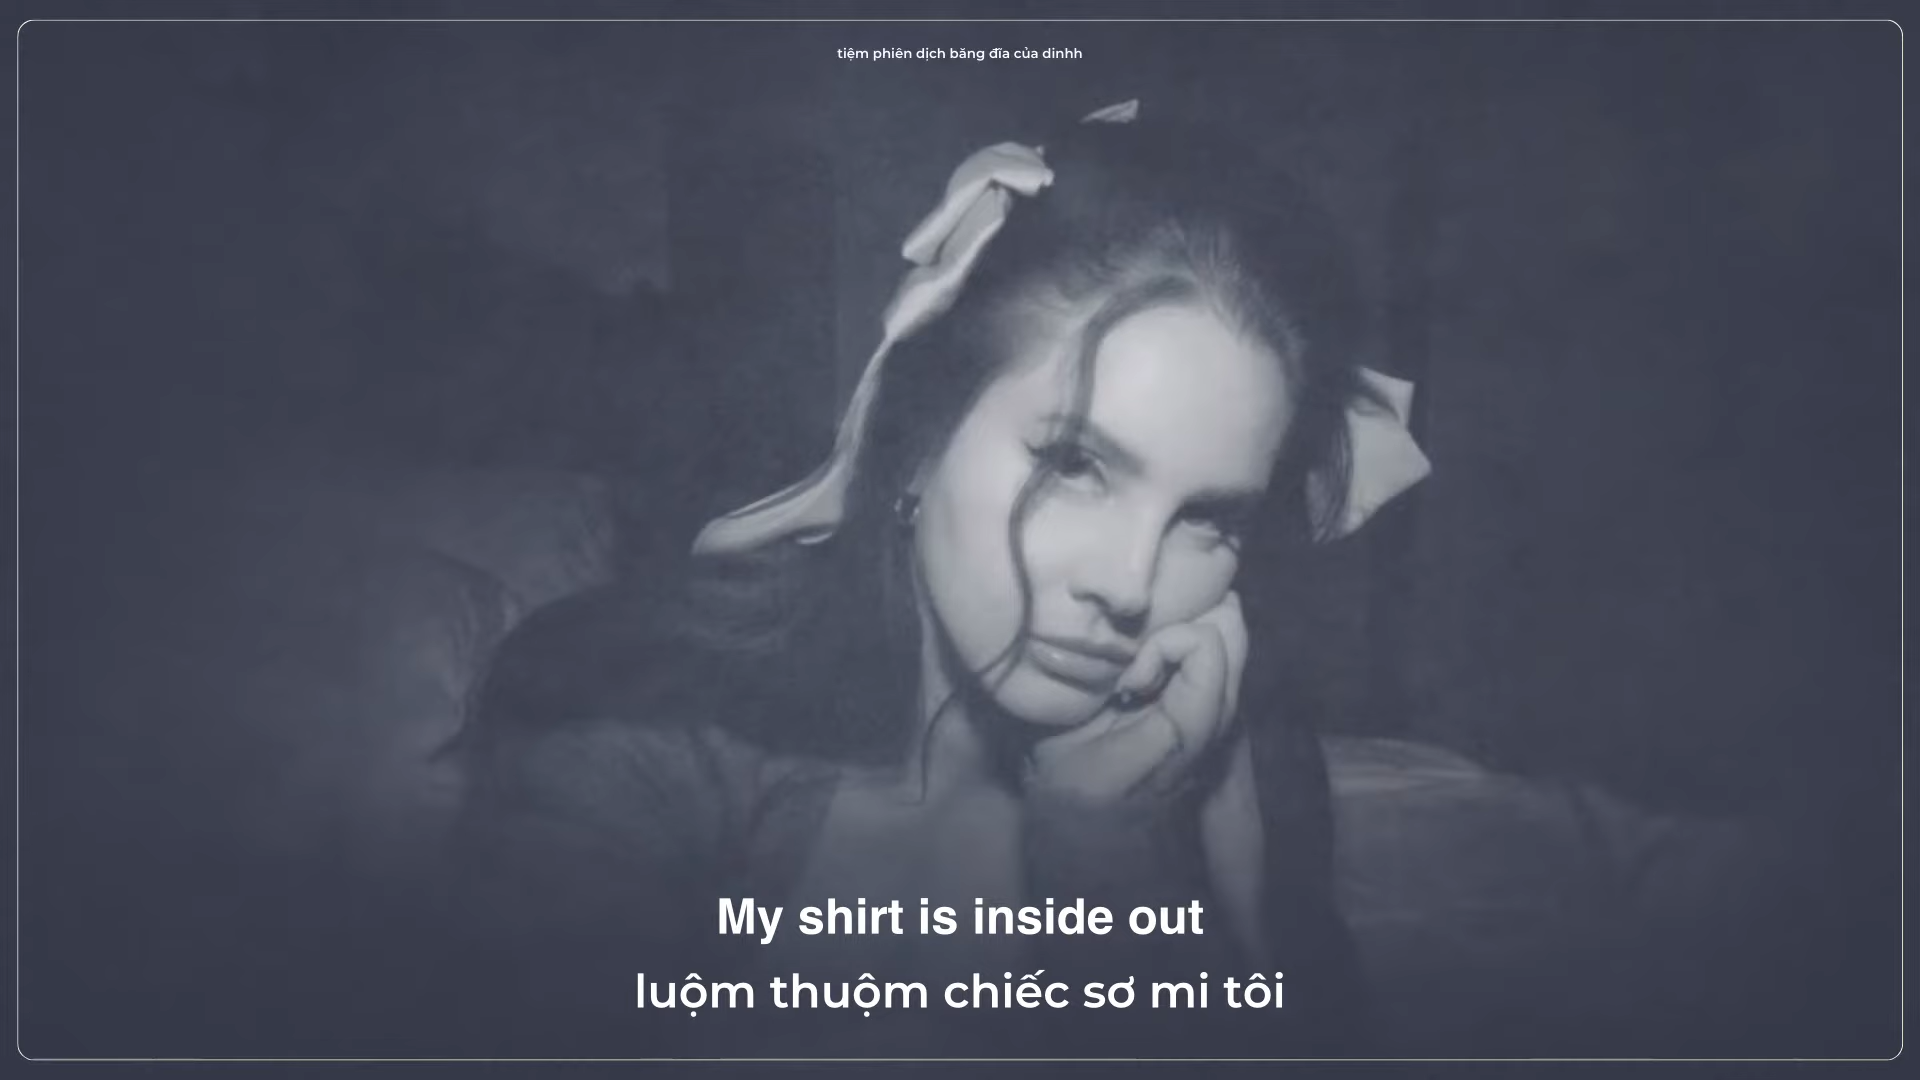 tiệm phiên dịch băng đĩa của dinhh
My shirt is inside out
luộm thuộm chiếc sơ mi tôi